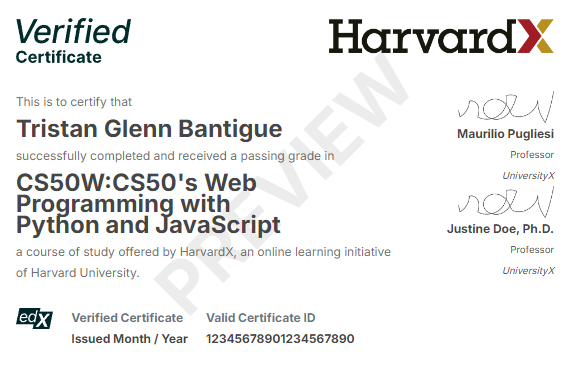 Verified
Certificate
HarvardX
This is to certify that
Tristan Glenn Bantigue
successfully completed and received a passing grade in
CS50W:CS50's Web
Programming with
Python and JavaScript
a course of study offered by HarvardX, an online learning initiative
of Harvard University.
Maurilio Pugliesi
Professor
UniversityX
Justine Doe, Ph.D.
Professor
UniversityX
PREVIEW
edX
Verified Certificate
Issued Month / Year
Valid Certificate ID
12345678901234567890